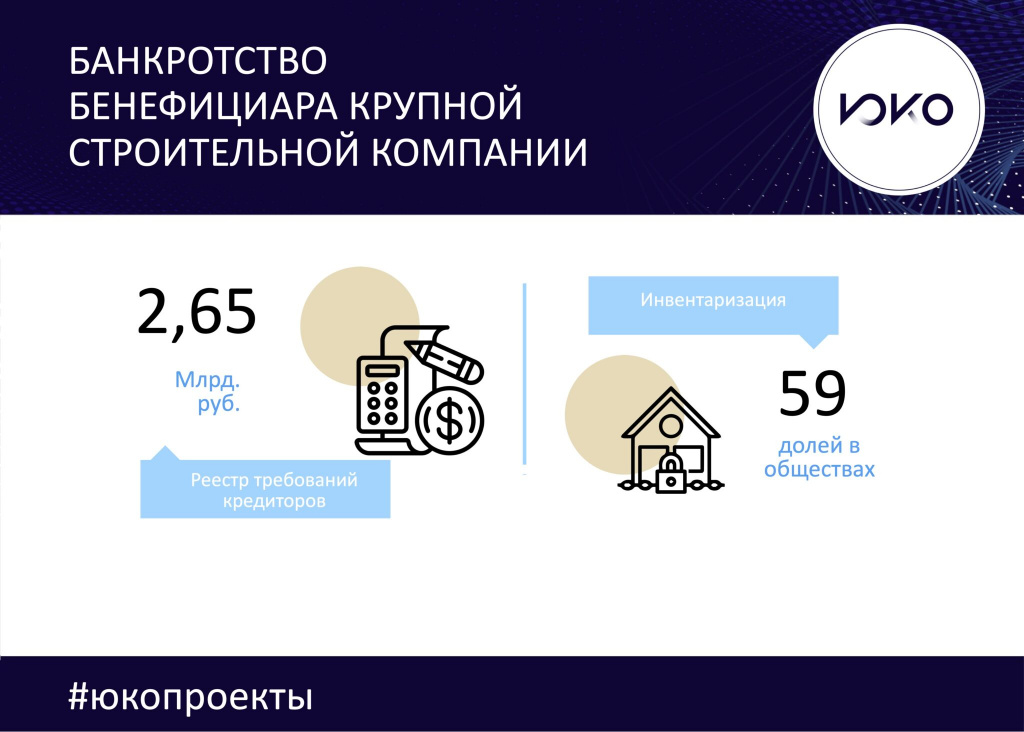 БАНКРОТСТВО
БЕНЕФИЦИАРА КРУПНОЙ
СТРОИТЕЛЬНОЙ КОМПАНИИ
ЮКО
2,65
Млрд.
руб.
Реестр требований
кредиторов
Инвентаризация
59
долей в
обществах
#юкопроекты